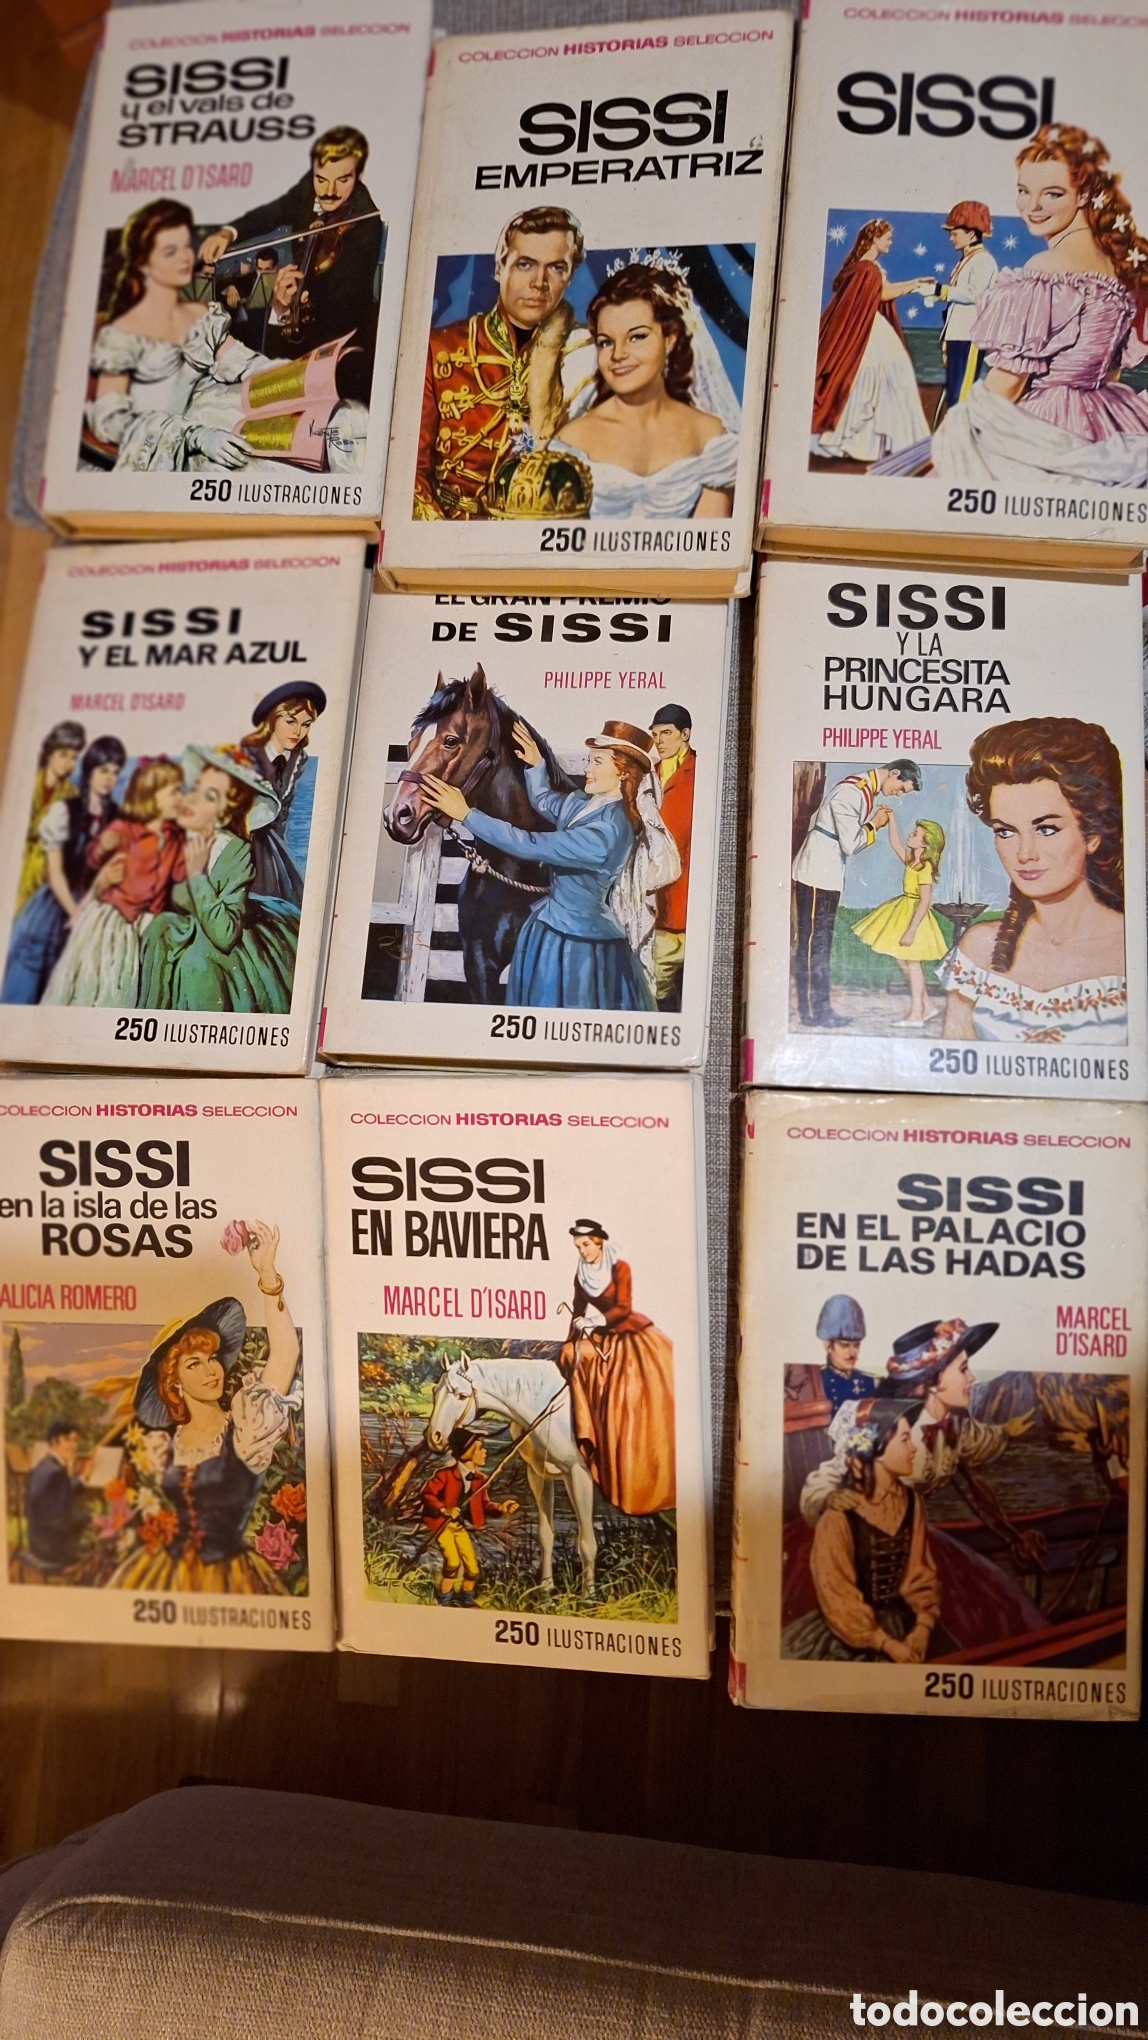 COLECCION HISTORIAS SELECCION
SISSI
y el vals de
STRAUSS
MARCEL D'ISARD
VICENTE
ROSO
250 ILUSTRACIONES
COLECCION HISTORIAS SELECCION
SISSI
EMPERATRIZ
250 ILUSTRACIONES
COLECCION HISTORIAS SELECCIO
SISSI
250 ILUSTRACIONES
COLECCION HISTORIAS SELECCION
SISSI
Y EL MAR AZUL
MARCEL D'ISARD
250 ILUSTRACIONES
EL GRAN PREMIO
DE SISSI
PHILIPPE YERAL
250 ILUSTRACIONES
SISSI
Y LA
PRINCESITA
HUNGARA
PHILIPPE YERAL
250 ILUSTRACIONES
COLECCION HISTORIAS SELECCION
SISSI
en la isla de las
ROSAS
ALICIA ROMERO
250 ILUSTRACIONES
COLECCION HISTORIAS SELECCION
SISSI
EN BAVIERA
MARCEL D'ISARD
250 ILUSTRACIONES
COLECCION HISTORIAS SELECCION
SISSI
EN EL PALACIO
DE LAS HADAS
MARCEL
D'ISARD
250 ILUSTRACIONES
todocoleccion